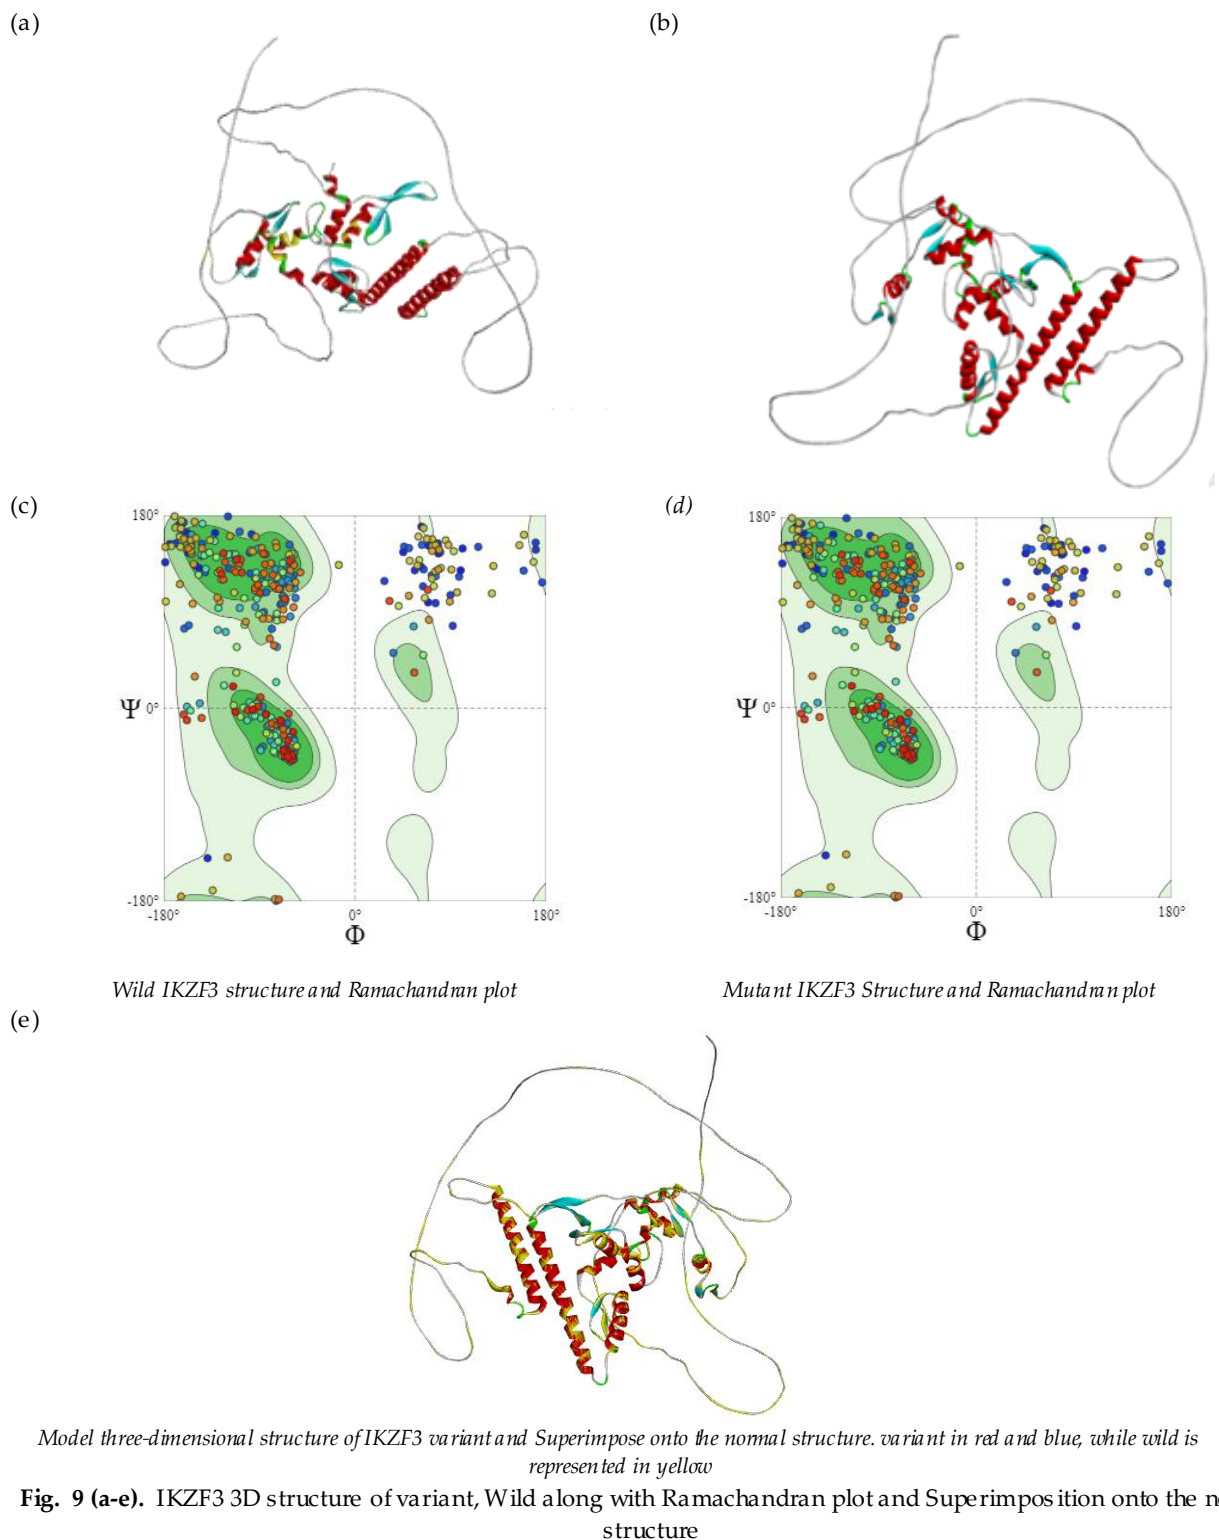 (a)
(b)
(c)
(d)
180°
Ψ 0°
-180°
-180° 0° 180°
Φ
180°
Ψ 0°
-180°
-180° 0° 180°
Φ
Wild IKZF3 structure and Ramachandran plot
Mutant IKZF3 Structure and Ramachandran plot
(e)
Model three-dimensional structure of IKZF3 variant and Superimpose onto the normal structure. variant in red and blue, while wild is
represented in yellow
Fig. 9 (a-e). IKZF3 3D structure of variant, Wild along with Ramachandran plot and Superimposition onto the
structure